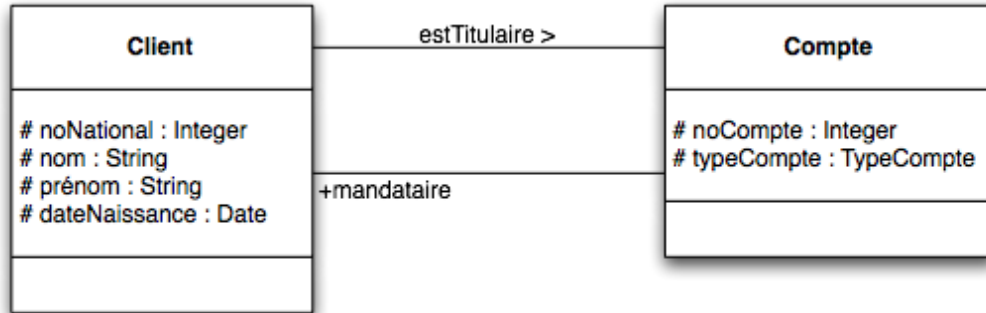 Client
estTitulaire >
Compte
# noNational : Integer
# nom : String
# prénom : String
# dateNaissance : Date
+mandataire
# noCompte : Integer
# typeCompte : TypeCompte